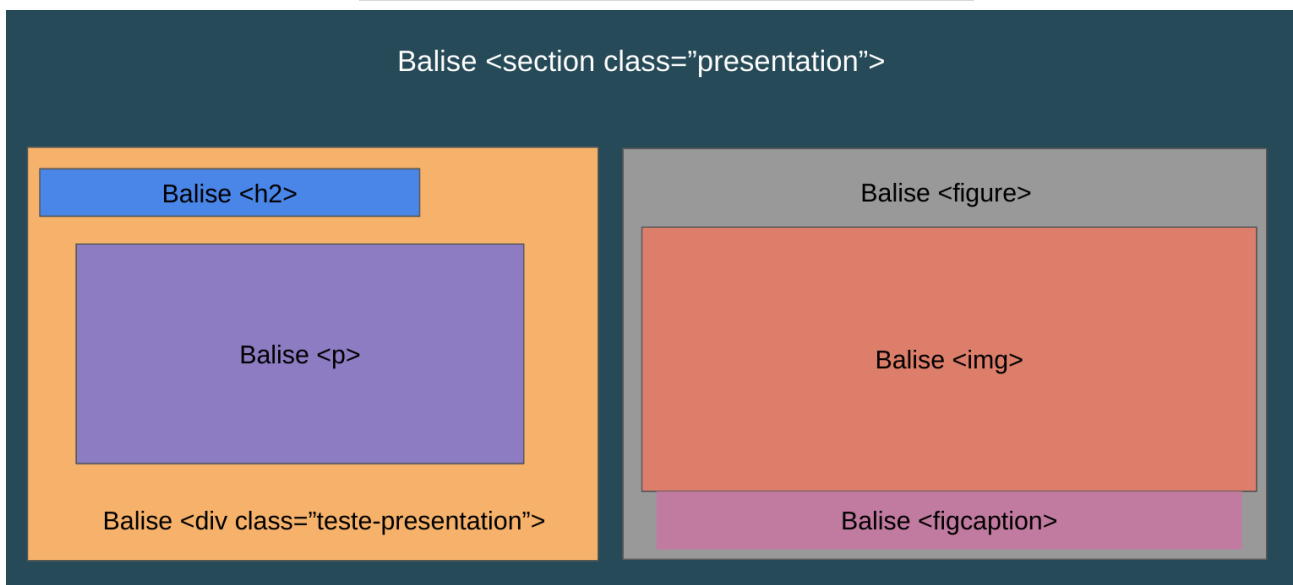 Balise <section class=”presentation”>
Balise <h2>
Balise <p>
Balise <div class=”teste-presentation”>
Balise <figure>
Balise <img>
Balise <figcaption>